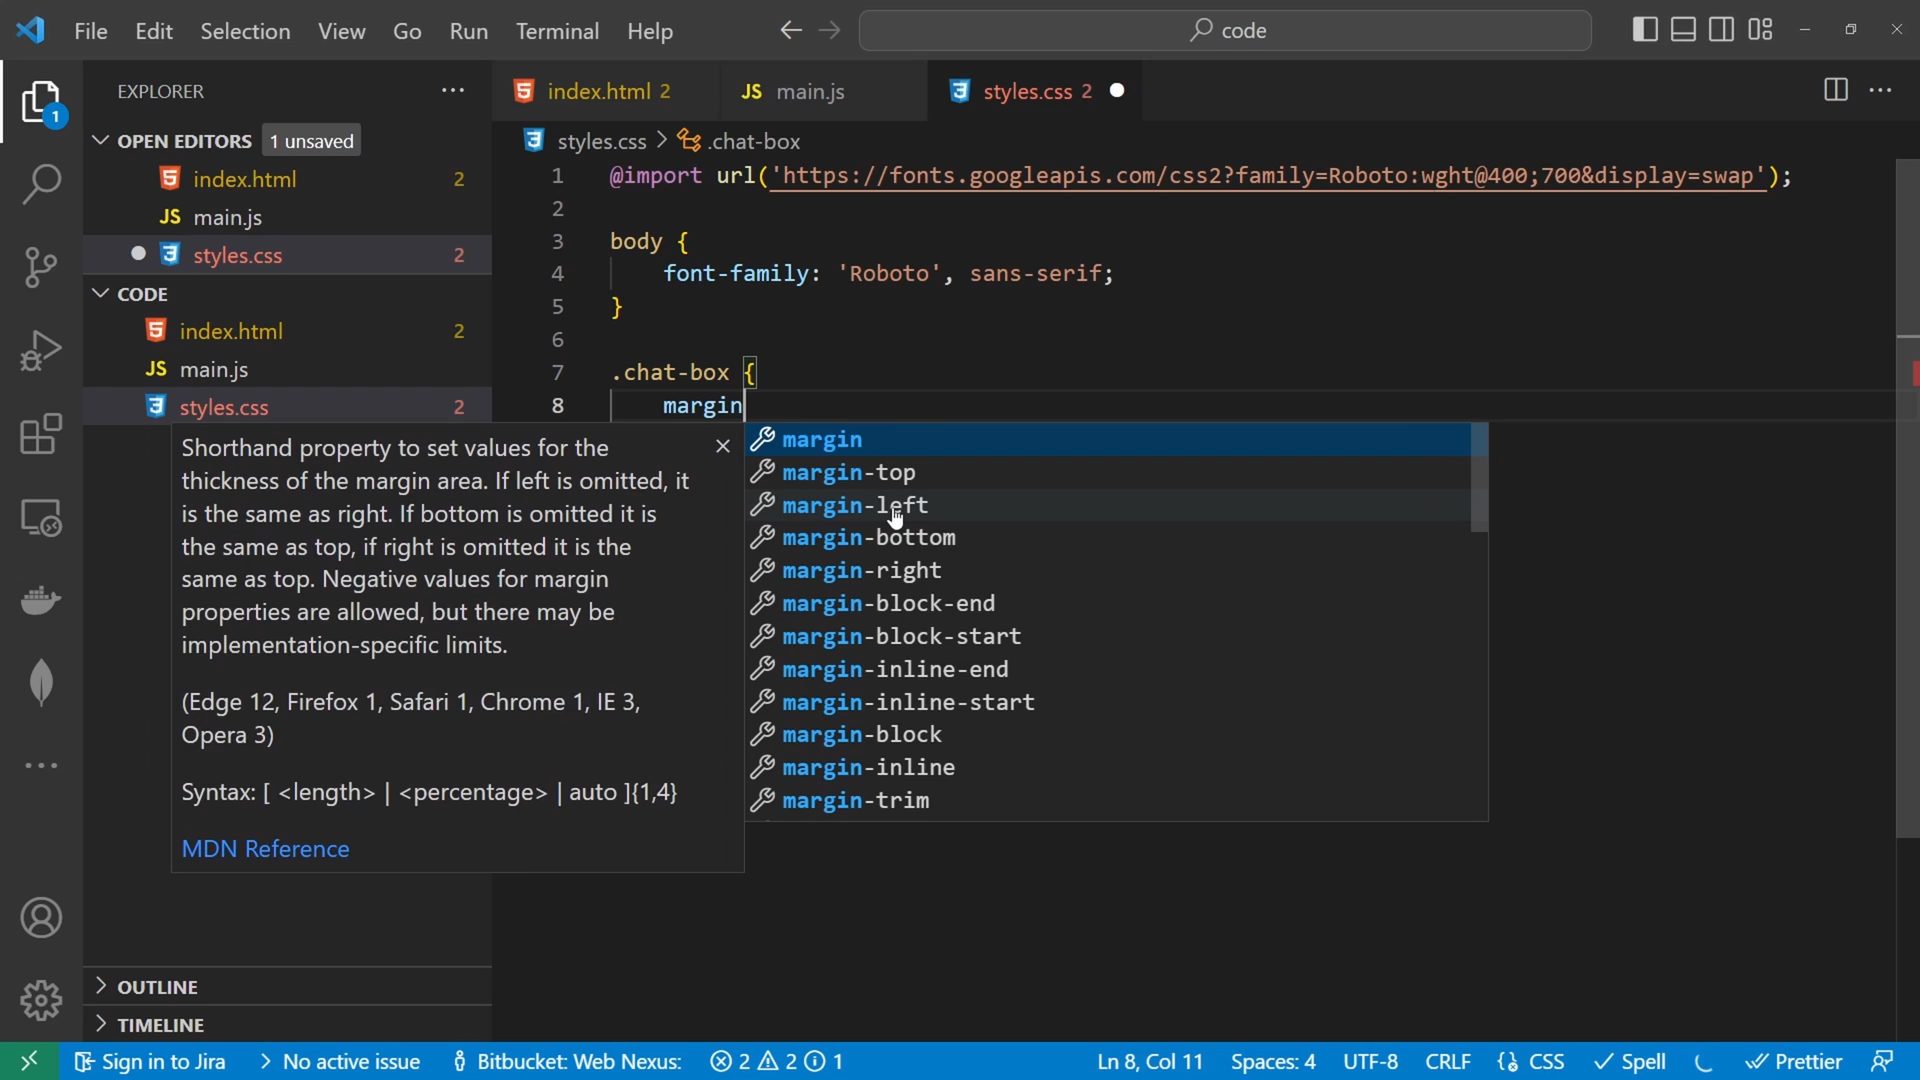 File Edit Selection View Go Run Terminal Help
code
EXPLORER
1
OPEN EDITORS 1 unsaved
index.html 2
JS main.js
styles.css 2
CODE
index.html 2
JS main.js
styles.css 2
OUTLINE
TIMELINE
index.html 2 JS main.js styles.css 2
styles.css > .chat-box
1 @import url('https://fonts.googleapis.com/css2?family=Roboto:wght@400;700&display=swap');
2
3 body {
4 font-family: 'Roboto', sans-serif;
5 }
6
7 .chat-box {
8 margin
Shorthand property to set values for the
thickness of the margin area. If left is omitted, it
is the same as right. If bottom is omitted it is
the same as top, if right is omitted it is the
same as top. Negative values for margin
properties are allowed, but there may be
implementation-specific limits.
(Edge 12, Firefox 1, Safari 1, Chrome 1, IE 3,
Opera 3)
Syntax: [ <length> | <percentage> | auto ]{1,4}
MDN Reference
margin
margin-top
margin-left
margin-bottom
margin-right
margin-block-end
margin-block-start
margin-inline-end
margin-inline-start
margin-block
margin-inline
margin-trim
Sign in to Jira No active issue Bitbucket: Web Nexus: 2 2 1 Ln 8, Col 11 Spaces: 4 UTF-8 CRLF {} CSS Spell Prettier